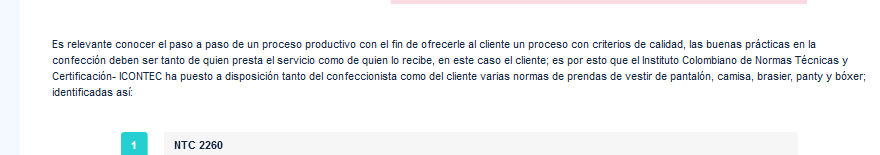 Es relevante conocer el paso a paso de un proceso productivo con el fin de ofrecerle al cliente un proceso con criterios de calidad, las buenas prácticas en la
confección deben ser tanto de quien presta el servicio como de quien lo recibe, en este caso el cliente; es por esto que el Instituto Colombiano de Normas Técnicas y
Certificación- ICONTEC ha puesto a disposición tanto del confeccionista como del cliente varias normas de prendas de vestir de pantalón, camisa, brasier, panty y bóxer;
identificadas así:
1 NTC 2260